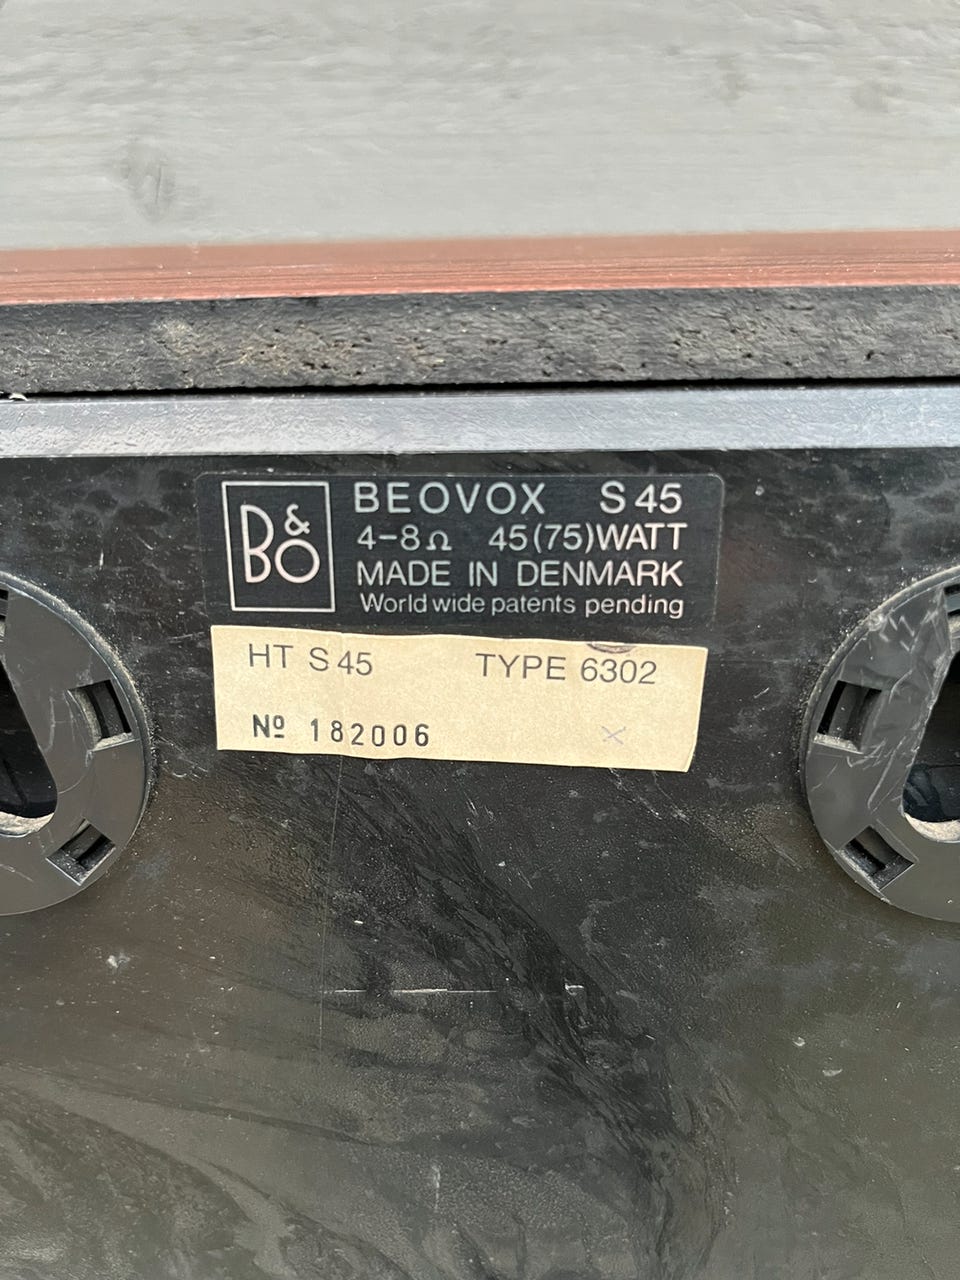 B&O
BEOVOX S45
4-8Ω 45(75)WATT
MADE IN DENMARK
World wide patents pending
HT S45 TYPE 6302
Nº 182006